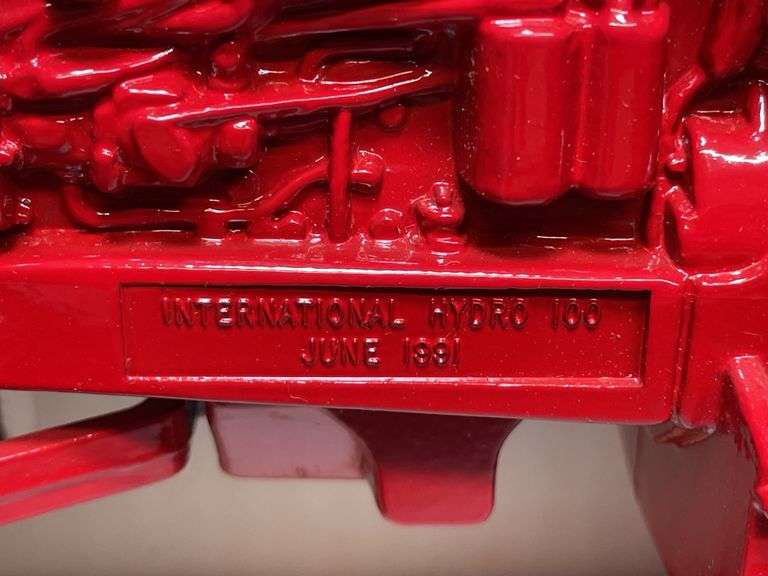 INTERNATIONAL HYDRO 100
JUNE 1991